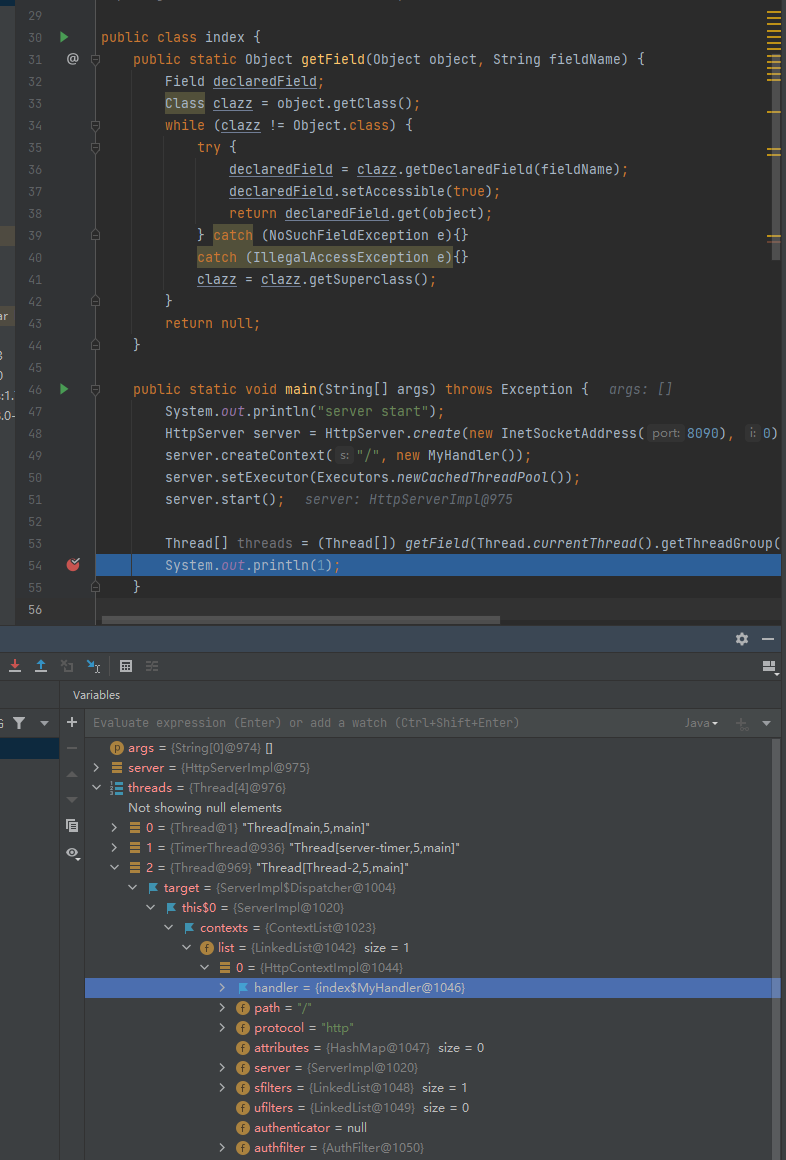 29
30 public class index {
31 @ public static Object getField(Object object, String fieldName) {
32 Field declaredField;
33 Class clazz = object.getClass();
34 while (clazz != Object.class) {
35 try {
36 declaredField = clazz.getDeclaredField(fieldName);
37 declaredField.setAccessible(true);
38 return declaredField.get(object);
39 } catch (NoSuchFieldException e){}
40 catch (IllegalAccessException e){}
41 clazz = clazz.getSuperclass();
42 }
43 return null;
44 }
45
46 public static void main(String[] args) throws Exception { args: []
47 System.out.println("server start");
48 HttpServer server = HttpServer.create(new InetSocketAddress( port: 8090), i: 0)
49 server.createContext( s: "/", new MyHandler());
50 server.setExecutor(Executors.newCachedThreadPool());
51 server.start(); server: HttpServerImpl@975
52
53 Thread[] threads = (Thread[]) getField(Thread.currentThread().getThreadGroup(
54 System.out.println(1);
55 }
56
ar
Variables
Evaluate expression (Enter) or add a watch (Ctrl+Shift+Enter) Java
args = {String[0]@974} []
server = {HttpServerImpl@975}
threads = {Thread[4]@976}
Not showing null elements
0 = {Thread@1} "Thread[main,5,main]"
1 = {TimerThread@936} "Thread[server-timer,5,main]"
2 = {Thread@969} "Thread[Thread-2,5,main]"
target = {ServerImpl$Dispatcher@1004}
this$0 = {ServerImpl@1020}
contexts = {ContextList@1023}
list = {LinkedList@1042} size = 1
0 = {HttpContextImpl@1044}
handler = {index$MyHandler@1046}
path = "/"
protocol = "http"
attributes = {HashMap@1047} size = 0
server = {ServerImpl@1020}
sfilters = {LinkedList@1048} size = 1
ufilters = {LinkedList@1049} size = 0
authenticator = null
authfilter = {AuthFilter@1050}